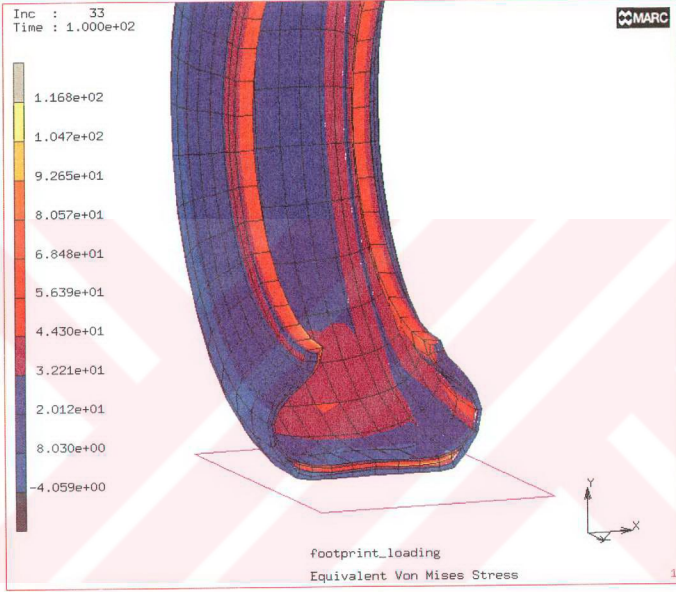 Inc : 33
Time : 1.000e+02
MARC
1.168e+02
1.047e+02
9.265e+01
8.057e+01
6.848e+01
5.639e+01
4.430e+01
3.221e+01
2.012e+01
8.030e+00
-4.059e+00
Y
X
footprint_loading
Equivalent Von Mises Stress
1